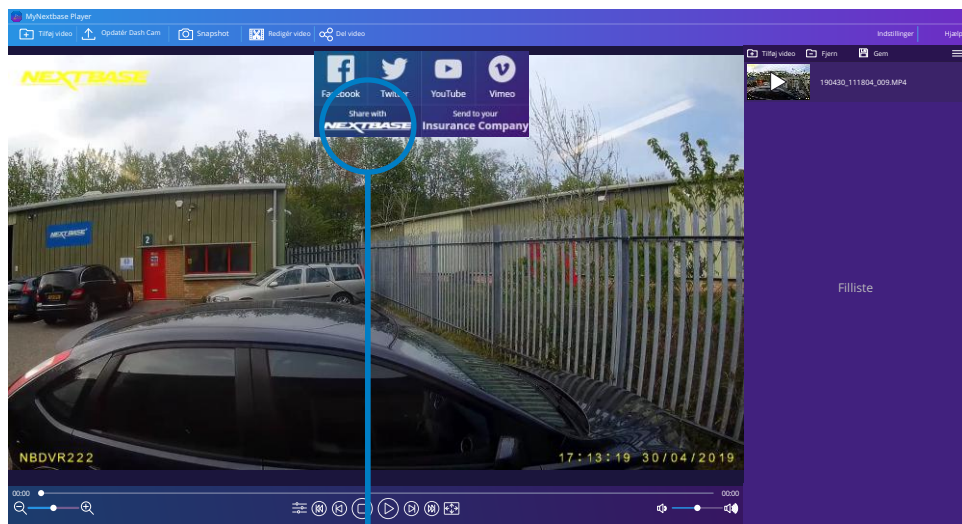 MyNextbase Player
Tilføj video Opdatér Dash Cam Snapshot Redigér video Del video Indstillinger Hjælp
Facebook Twitter YouTube Vimeo
Share with
NEXTBASE
Send to your
Insurance Company
NEXTBASE
NEXTBASE
2
NBDVR222
17:13:19 30/04/2019
Tilføj video Fjern Gem
190430_111804_009.MP4
Filliste
00:00 00:00